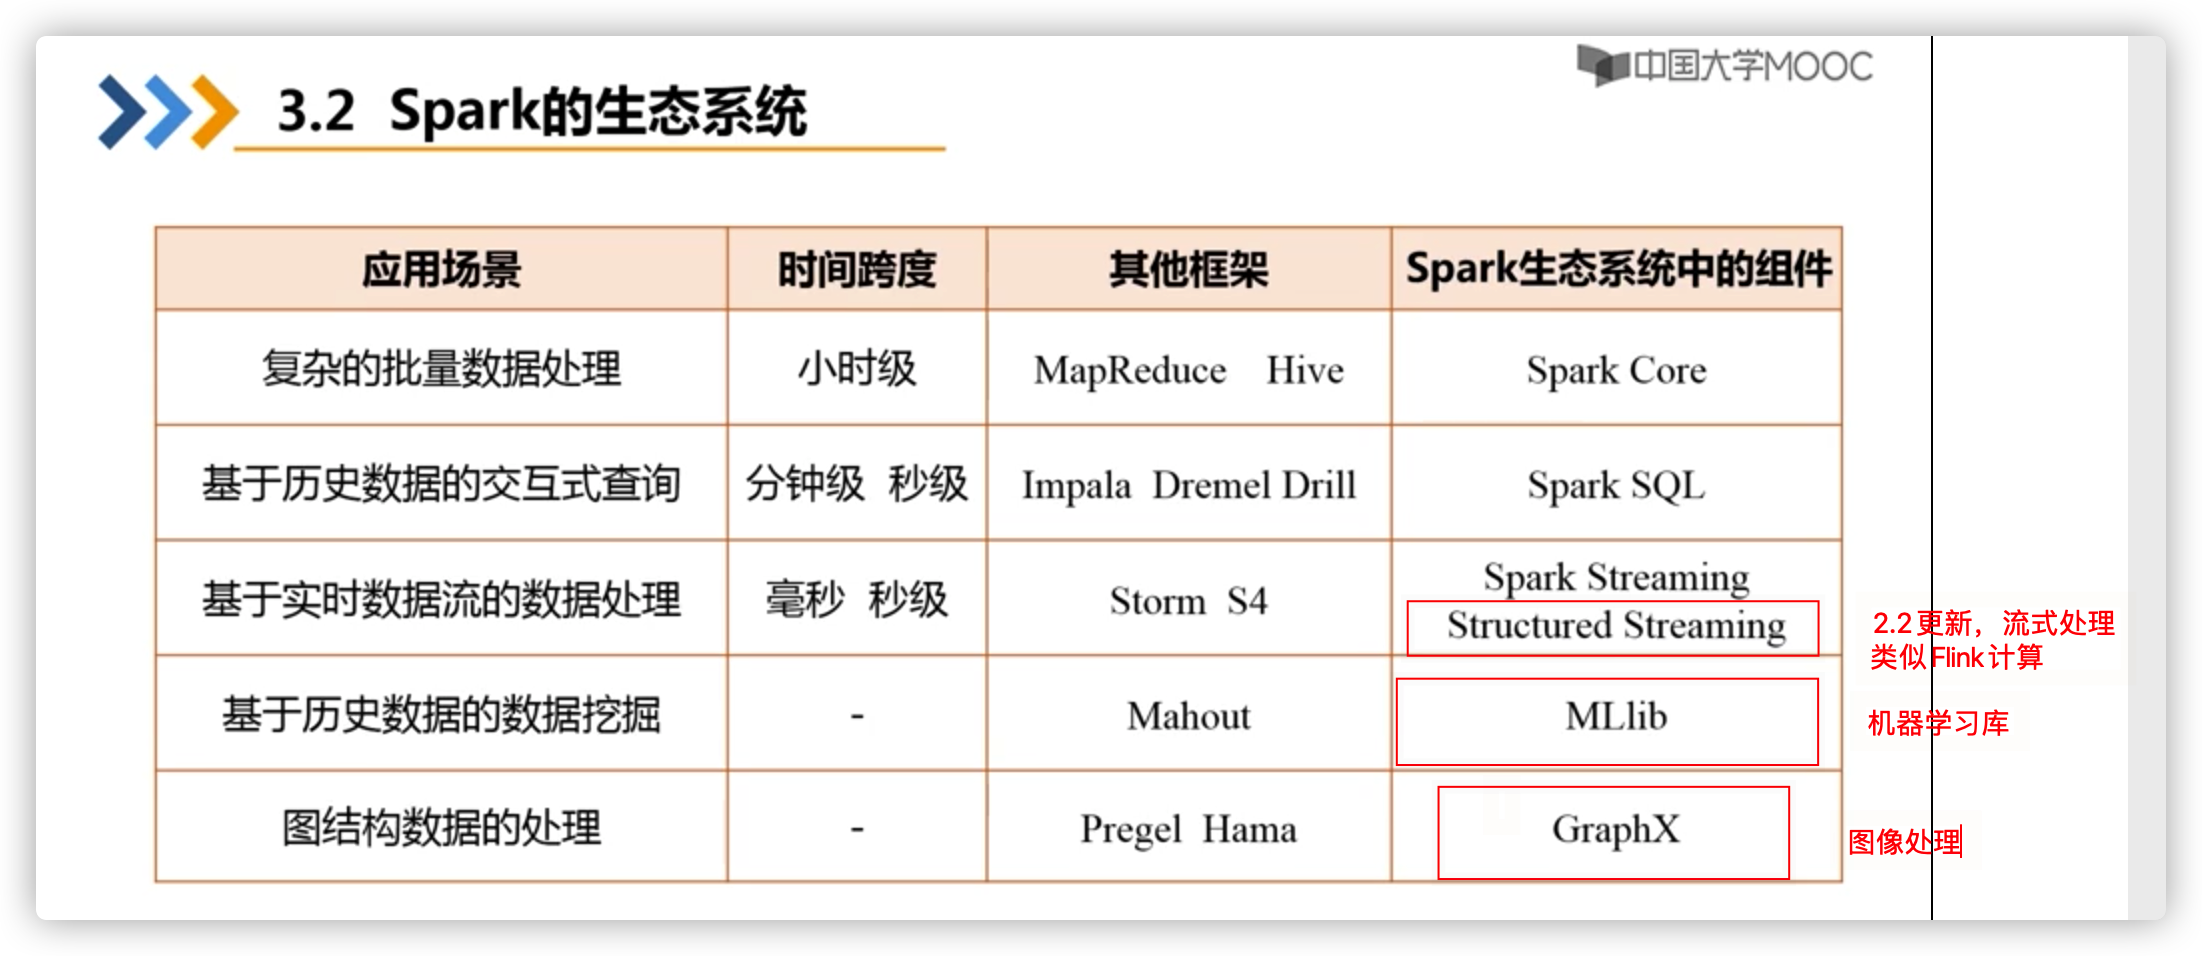 中国大学MOOC
3.2 Spark的生态系统
应用场景 时间跨度 其他框架 Spark生态系统中的组件
复杂的批量数据处理 小时级 MapReduce Hive Spark Core
基于历史数据的交互式查询 分钟级 秒级 Impala Dremel Drill Spark SQL
基于实时数据流的数据处理 毫秒 秒级 Storm S4 Spark Streaming
Structured Streaming
2.2更新，流式处理
类似Flink计算
基于历史数据的数据挖掘 - Mahout MLlib
机器学习库
图结构数据的处理 - Pregel Hama GraphX
图像处理